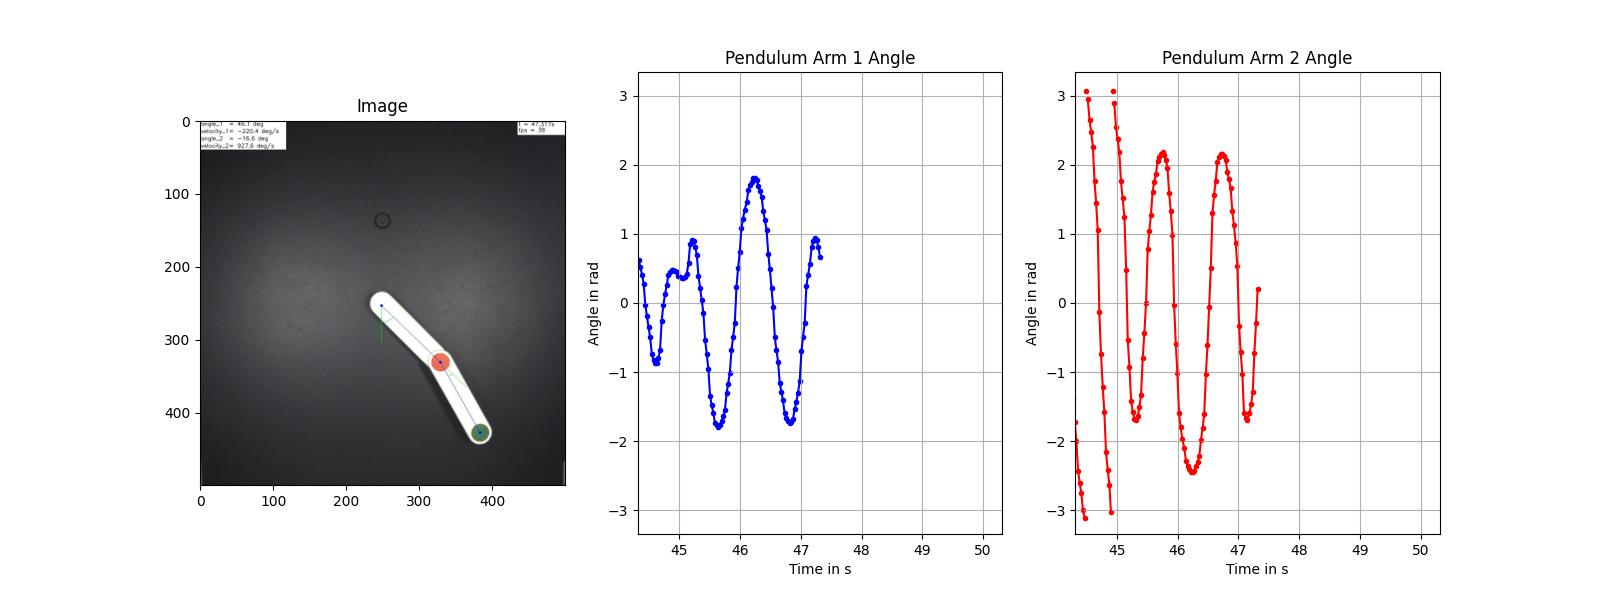 Image
angle_1 = 46.1 deg
velocity_1= -220.4 deg/s
angle_2 = -16.6 deg
velocity_2= 927.6 deg/s
t = 47.317s
fps = 38
0
100
200
300
400
0 100 200 300 400
Pendulum Arm 1 Angle
Angle in rad
3
2
1
0
−1
−2
−3
45 46 47 48 49 50
Time in s
Pendulum Arm 2 Angle
Angle in rad
3
2
1
0
−1
−2
−3
45 46 47 48 49 50
Time in s